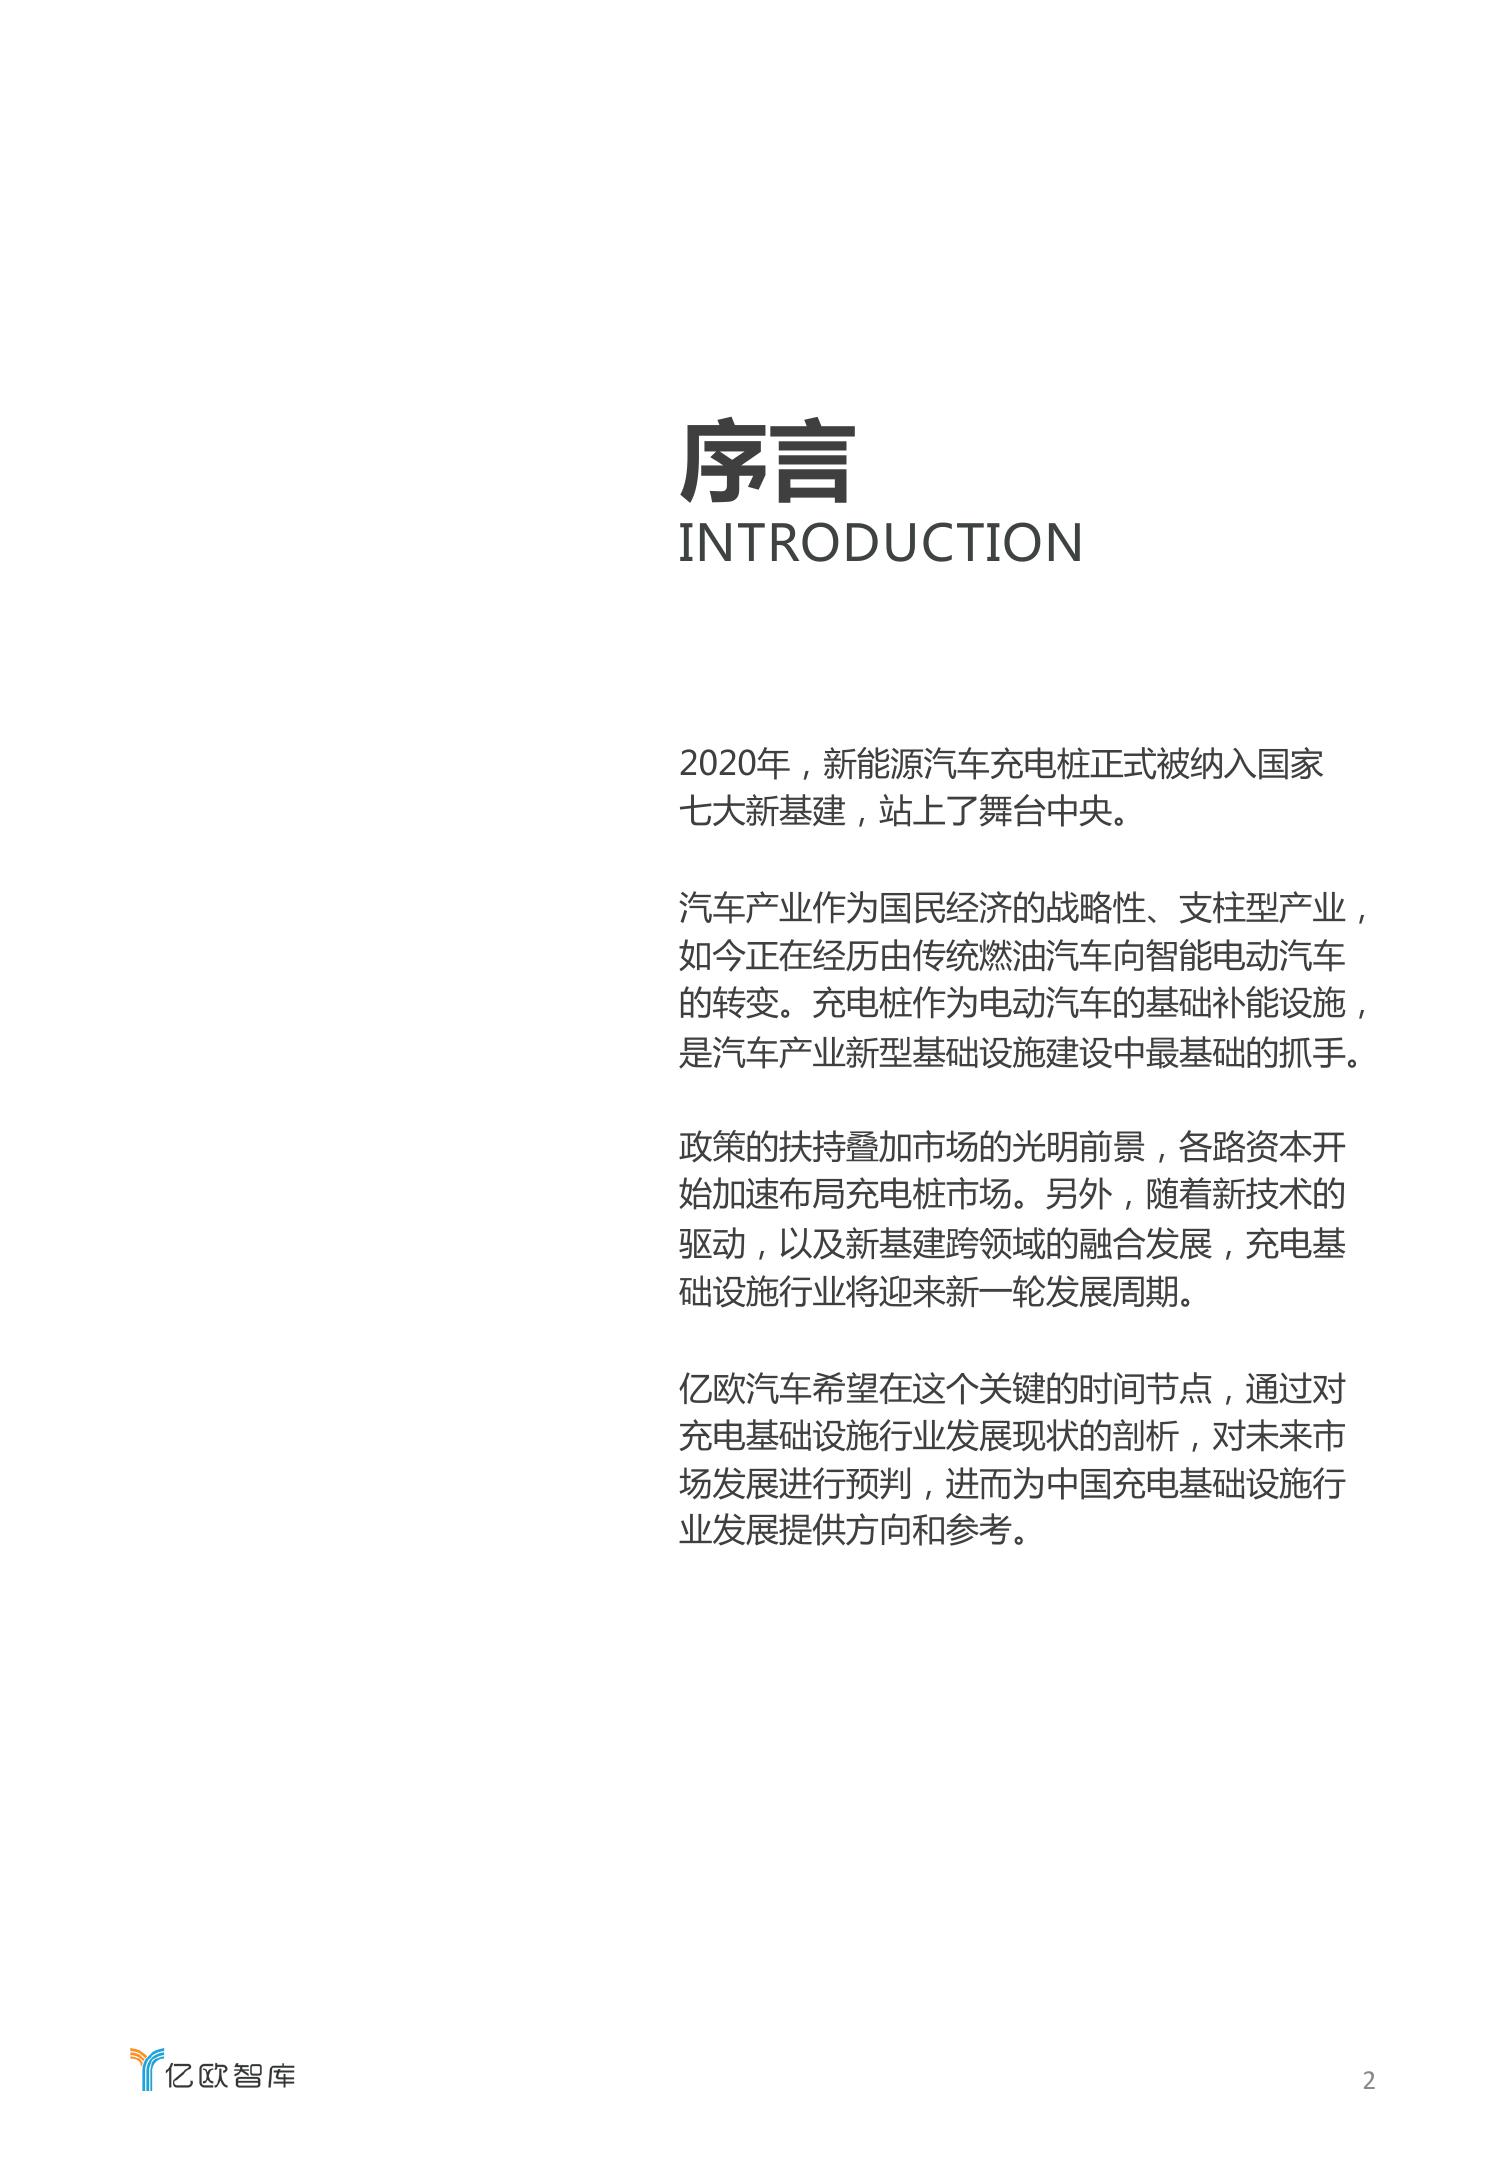 序言
INTRODUCTION
2020年，新能源汽车充电桩正式被纳入国家
七大新基建，站上了舞台中央。
汽车产业作为国民经济的战略性、支柱型产业，
如今正在经历由传统燃油汽车向智能电动汽车
的转变。充电桩作为电动汽车的基础补能设施，
是汽车产业新型基础设施建设中最基础的抓手。
政策的扶持叠加市场的光明前景，各路资本开
始加速布局充电桩市场。另外，随着新技术的
驱动，以及新基建跨领域的融合发展，充电基
础设施行业将迎来新一轮发展周期。
亿欧汽车希望在这个关键的时间节点，通过对
充电基础设施行业发展现状的剖析，对未来市
场发展进行预判，进而为中国充电基础设施行
业发展提供方向和参考。
亿欧智库
2